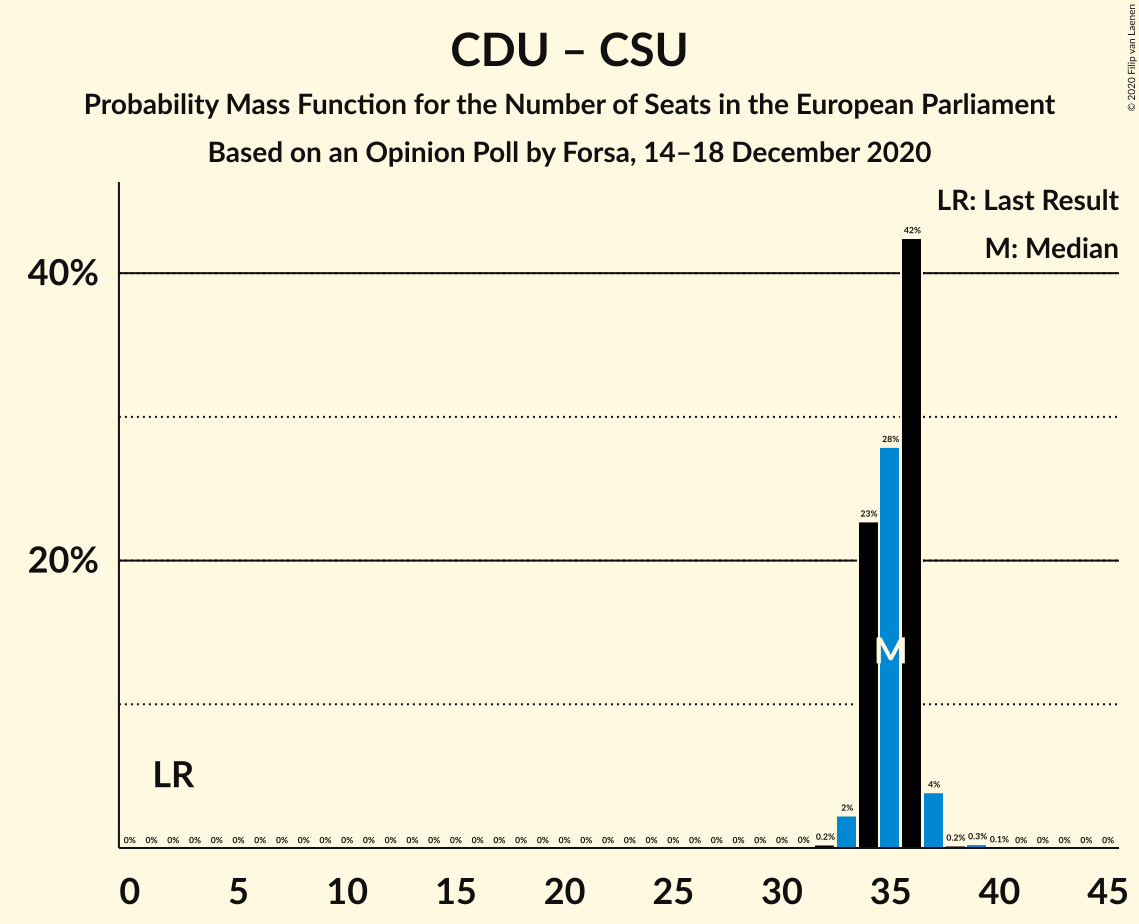 CDU – CSU
Probability Mass Function for the Number of Seats in the European Parliament
Based on an Opinion Poll by Forsa, 14–18 December 2020
© 2020 Filip van Laenen
LR: Last Result
M: Median
40%
20%
LR
M
0% 0% 0% 0% 0% 0% 0% 0% 0% 0% 0% 0% 0% 0% 0% 0% 0% 0% 0% 0% 0% 0% 0% 0% 0% 0% 0% 0% 0% 0% 0% 0% 0.2% 2% 23% 28% 42% 4% 0.2% 0.3% 0.1% 0% 0% 0% 0% 0%
0 5 10 15 20 25 30 35 40 45